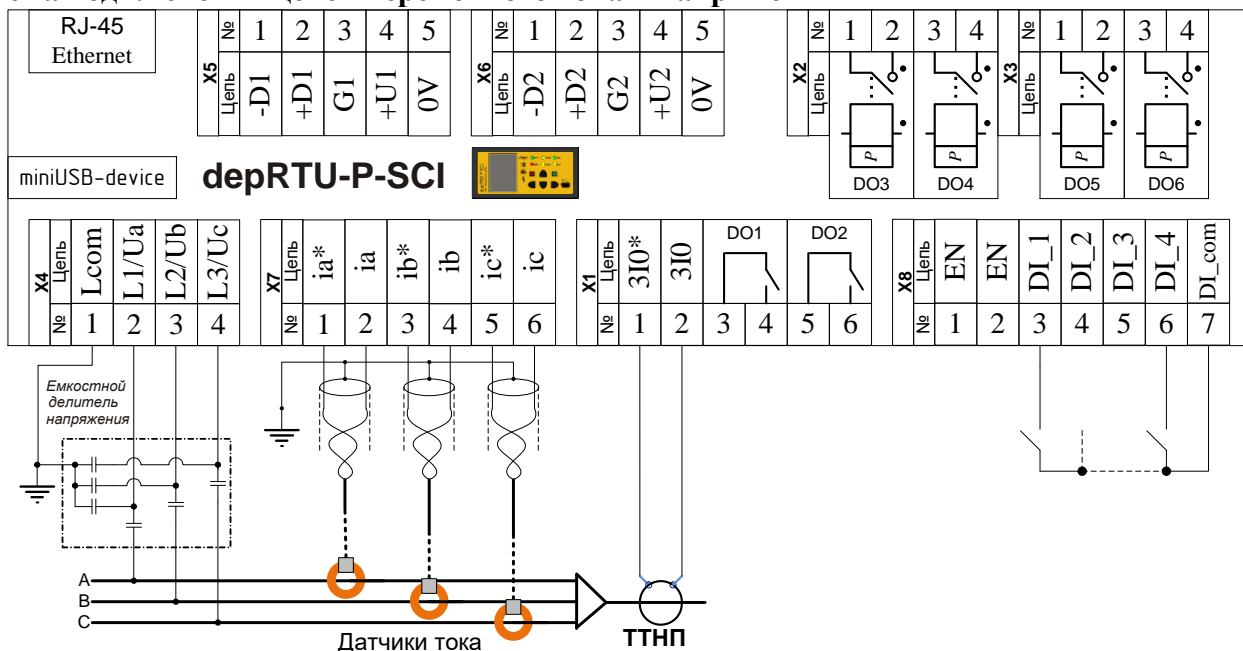 RJ-45
Ethernet
X5
№ 1 2 3 4 5
Цепь -D1 +D1 G1 +U1 0V
X6
№ 1 2 3 4 5
Цепь -D2 +D2 G2 +U2 0V
X2
№ 1 2 3 4
Цепь
P P
DO3 DO4
X3
№ 1 2 3 4
Цепь
P P
DO5 DO6
miniUSB-device
depRTU-P-SCI
X4
Цепь Lcom L1/Ua L2/Ub L3/Uc
№ 1 2 3 4
X7
Цепь ia* ia ib* ib ic* ic
№ 1 2 3 4 5 6
X1
Цепь 3I0* 3I0 DO1 DO2
№ 1 2 3 4 5 6
X8
Цепь EN EN DI_1 DI_2 DI_3 DI_4 DI_com
№ 1 2 3 4 5 6 7
Емкостной
делитель
напряжения
A
B
C
Датчики тока
ТТНП